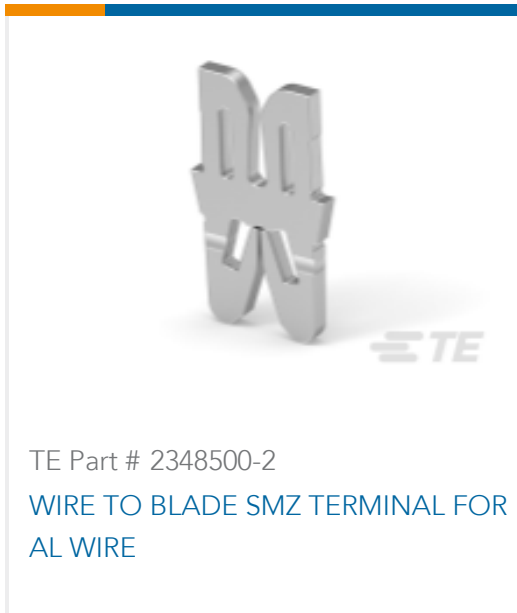 TE
TE Part # 2348500-2
WIRE TO BLADE SMZ TERMINAL FOR
AL WIRE